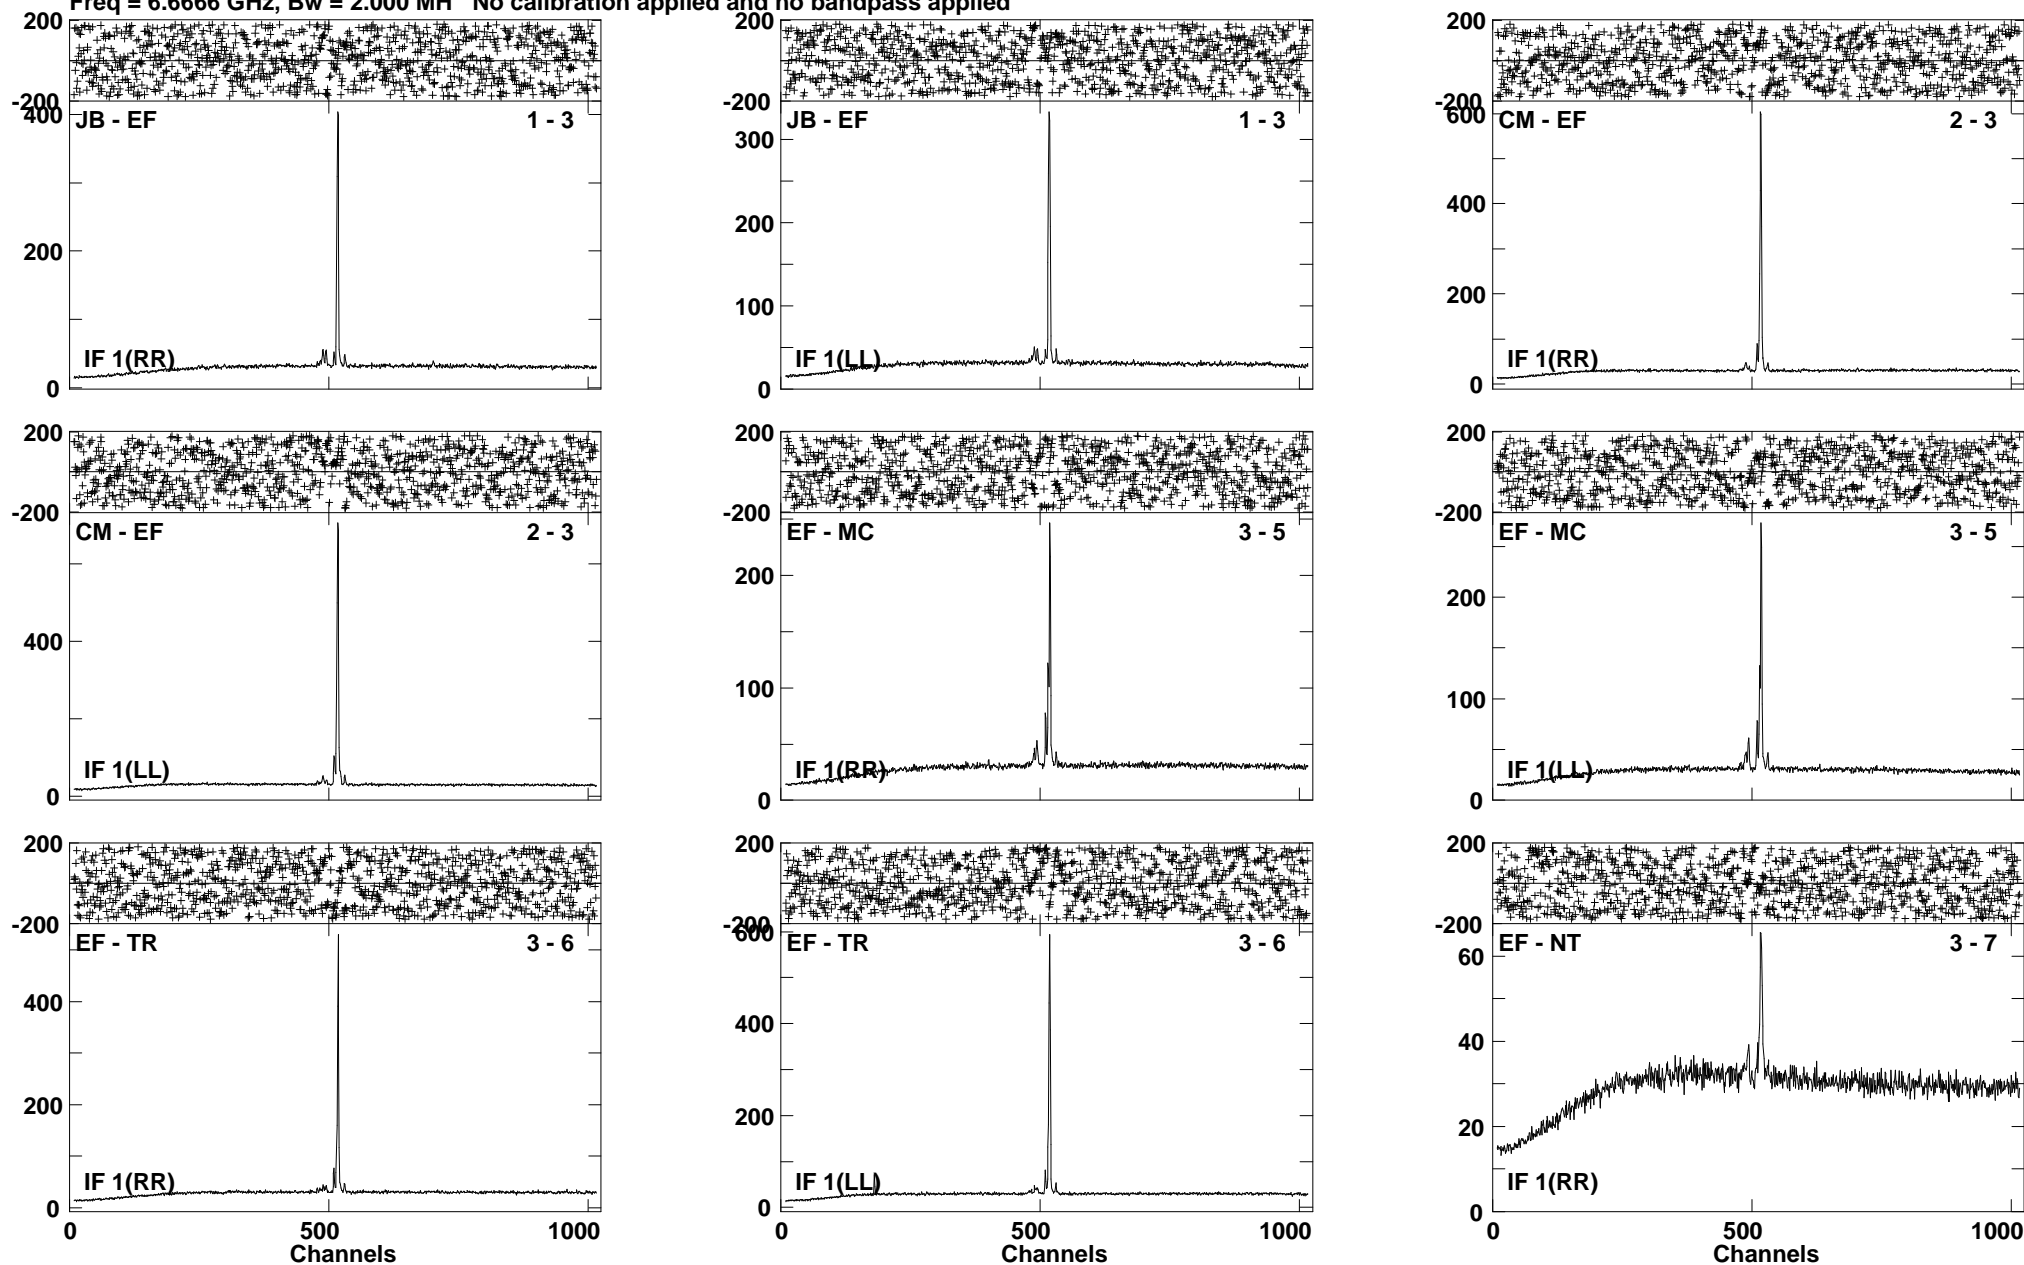 Freq = 6.6666 GHz, Bw = 2.000 MH No calibration applied and no bandpass applied
200
-200
400
200
0
JB - EF
1 - 3
IF 1(RR)
-200
200
300
200
100
0
JB - EF
1 - 3
IF 1(LL)
200
-200
600
400
200
0
CM - EF
2 - 3
IF 1(RR)
200
-200
400
0
CM - EF
2 - 3
IF 1(LL)
200
-200
200
100
0
EF - MC
3 - 5
IF 1(RR)
200
-200
200
100
0
EF - MC
3 - 5
IF 1(LL)
200
-200
400
200
0
EF - TR
3 - 6
IF 1(RR)
0
500
1000
Channels
200
-200
600
400
200
0
EF - TR
3 - 6
IF 1(LL)
0
500
1000
Channels
200
-200
60
40
20
0
EF - NT
3 - 7
IF 1(RR)
0
500
1000
Channels